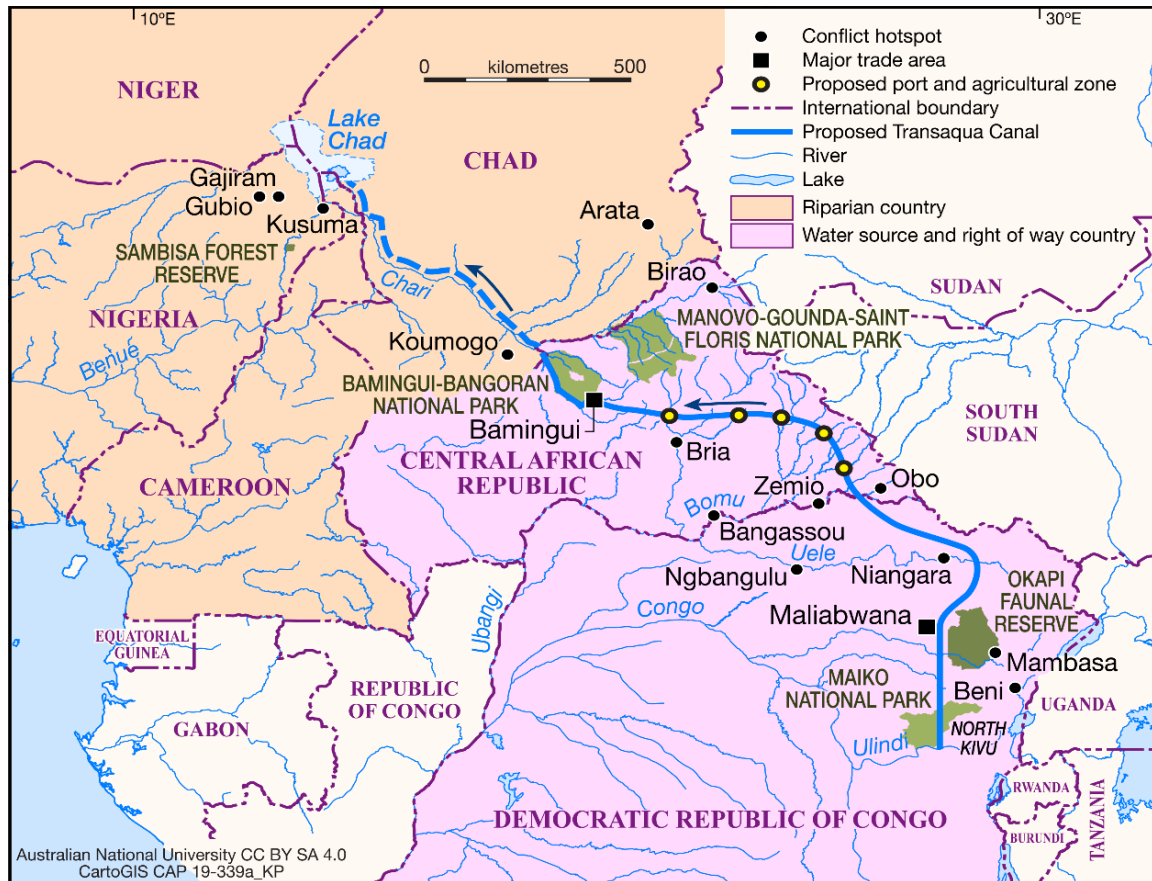 10°E
30°E
0 kilometres 500
Conflict hotspot
Major trade area
Proposed port and agricultural zone
International boundary
Proposed Transaqua Canal
River
Lake
Riparian country
Water source and right of way country
NIGER
Lake
Chad
CHAD
Gajiram
Gubio
Kusuma
Arata
SAMBISA FOREST
RESERVE
Chari
Birao
SUDAN
NIGERIA
MANOVO-GOUNDA-SAINT
FLORIS NATIONAL PARK
Benue
Koumogo
BAMINGUI-BANGORAN
NATIONAL PARK
Bamingui
SOUTH
SUDAN
Bria
CENTRAL AFRICAN
REPUBLIC
CAMEROON
Zemio
Obo
Bomu
Bangassou
Uele
Ngbangulu
Niangara
OKAPI
FAUNAL
RESERVE
Congo
Ubangi
Maliabwana
EQUATORIAL
GUINEA
Mambasa
REPUBLIC
OF CONGO
MAIKO
NATIONAL PARK
Beni
UGANDA
GABON
NORTH
KIVU
Ulindi
RWANDA
BURUNDI
TANZANIA
DEMOCRATIC REPUBLIC OF CONGO
Australian National University CC BY SA 4.0
CartoGIS CAP 19-339a_KP